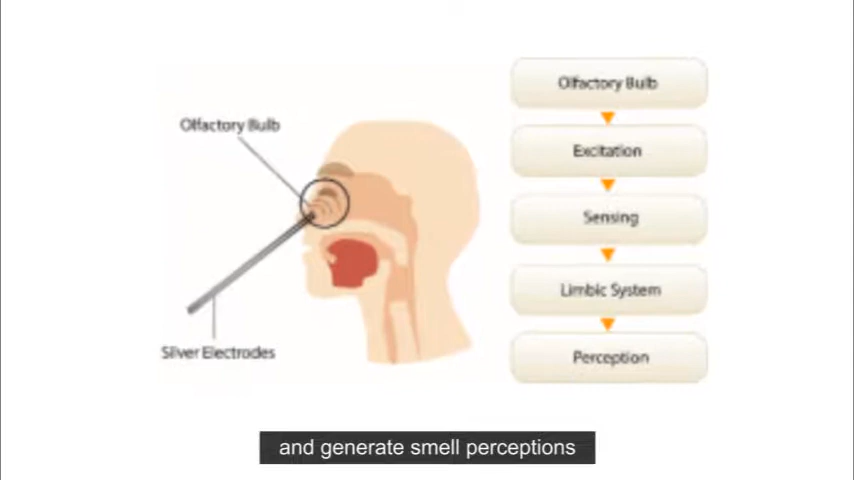 Olfactory Bulb
Silver Electrodes
Olfactory Bulb
Excitation
Sensing
Limbic System
Perception
and generate smell perceptions